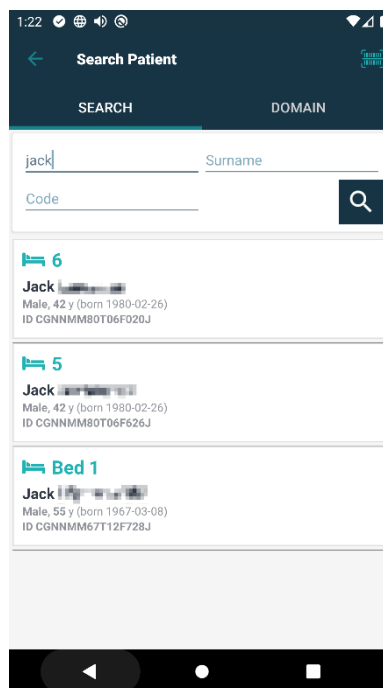 1:22
Search Patient
SEARCH DOMAIN
jack Surname
Code
6
Jack
Male, 42 y (born 1980-02-26)
ID CGNNMM80T06F020J
5
Jack
Male, 42 y (born 1980-02-26)
ID CGNNMM80T06F626J
Bed 1
Jack
Male, 55 y (born 1967-03-08)
ID CGNNMM67T12F728J